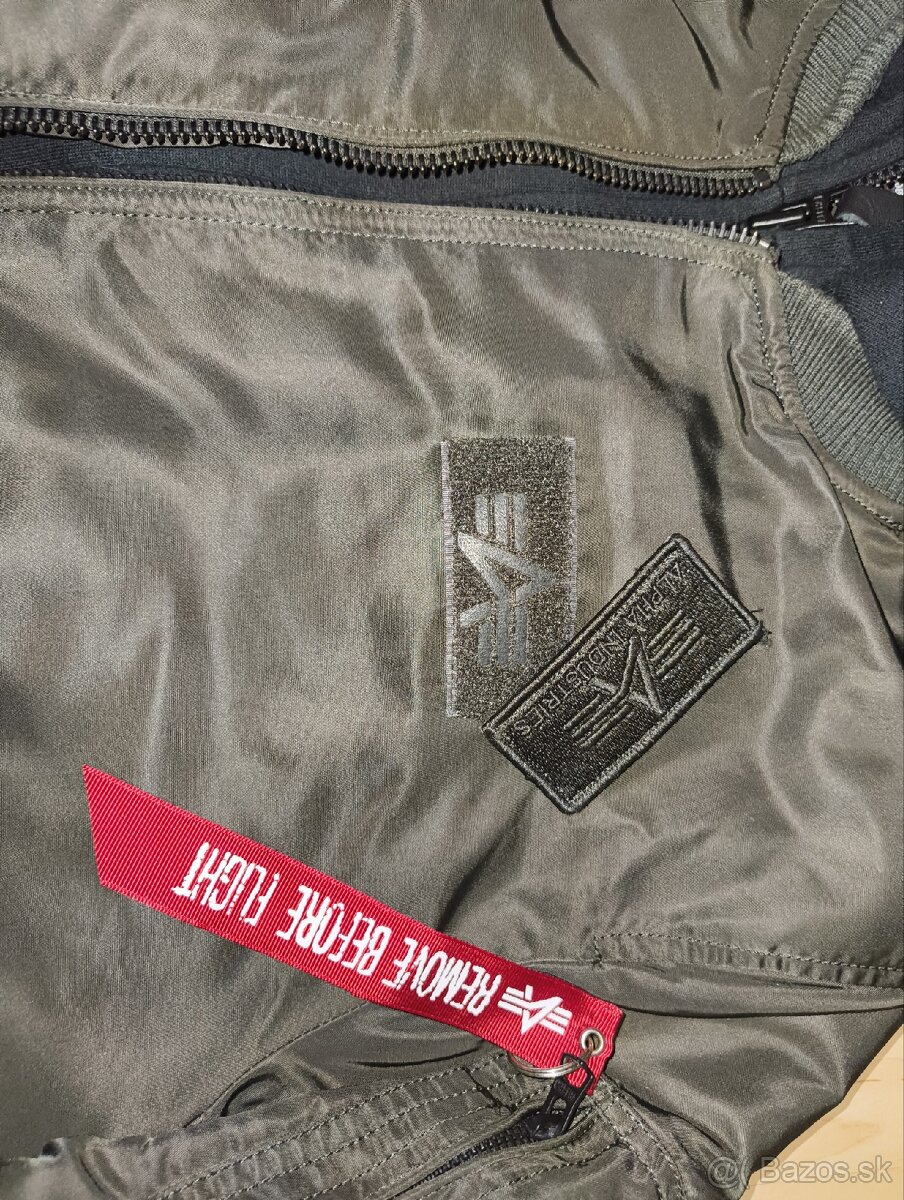 ALPHA INDUSTRIES
REMOVE BEFORE FLIGHT
Bazos.sk